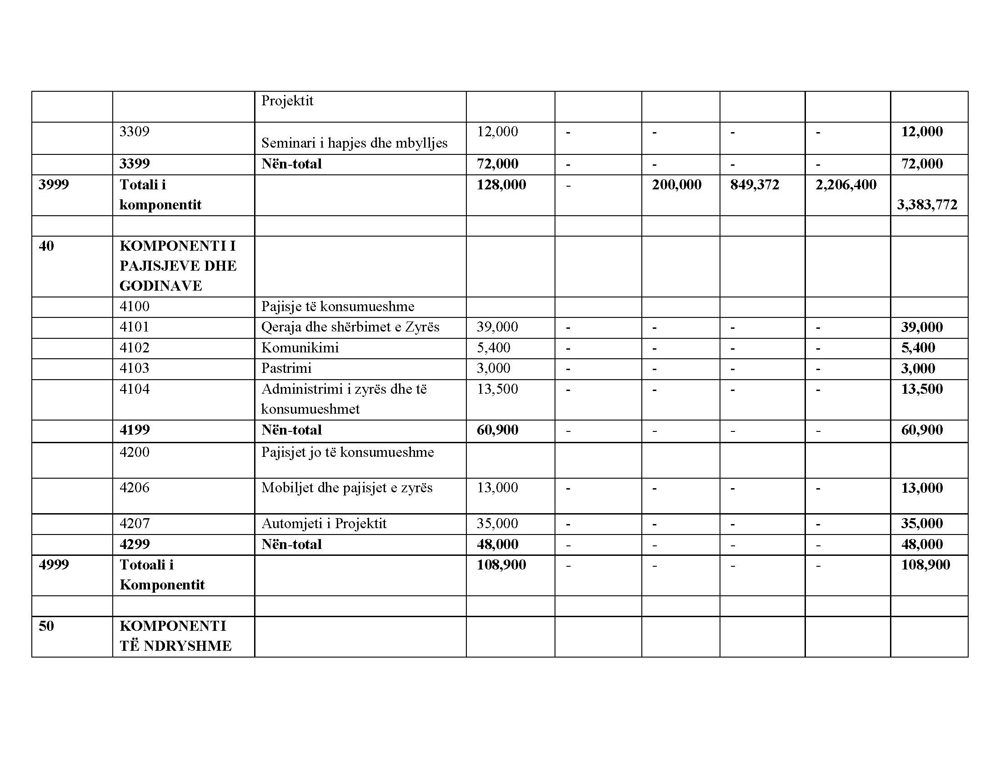 Projektit
3309 Seminari i hapjes dhe mbylljes 12,000 - - - - 12,000
3399 Nën-total 72,000 - - - - 72,000
3999 Totali i 128,000 - 200,000 849,372 2,206,400
komponentit 3,383,772
40 KOMPONENTI I
PAJISJEVE DHE
GODINAVE
4100 Pajisje të konsumueshme
4101 Qeraja dhe shërbimet e Zyrës 39,000 - - - - 39,000
4102 Komunikimi 5,400 - - - - 5,400
4103 Pastrimi 3,000 - - - - 3,000
4104 Administrimi i zyrës dhe të 13,500 - - - - 13,500
konsumueshmet
4199 Nën-total 60,900 - - - - 60,900
4200 Pajisjet jo të konsumueshme
4206 Mobiljet dhe pajisjet e zyrës 13,000 - - - - 13,000
4207 Automjeti i Projektit 35,000 - - - - 35,000
4299 Nën-total 48,000 - - - - 48,000
4999 Totoali i 108,900 - - - - 108,900
Komponentit
50 KOMPONENTI
TË NDRYSHME